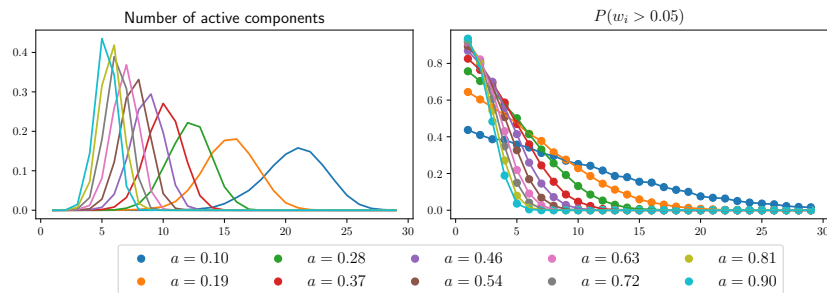 Number of active components
P(w_i > 0.05)
0.4
0.3
0.2
0.1
0.0
0 5 10 15 20 25 30
0.8
0.6
0.4
0.2
0.0
0 5 10 15 20 25 30
a = 0.10 a = 0.28 a = 0.46 a = 0.63 a = 0.81
a = 0.19 a = 0.37 a = 0.54 a = 0.72 a = 0.90